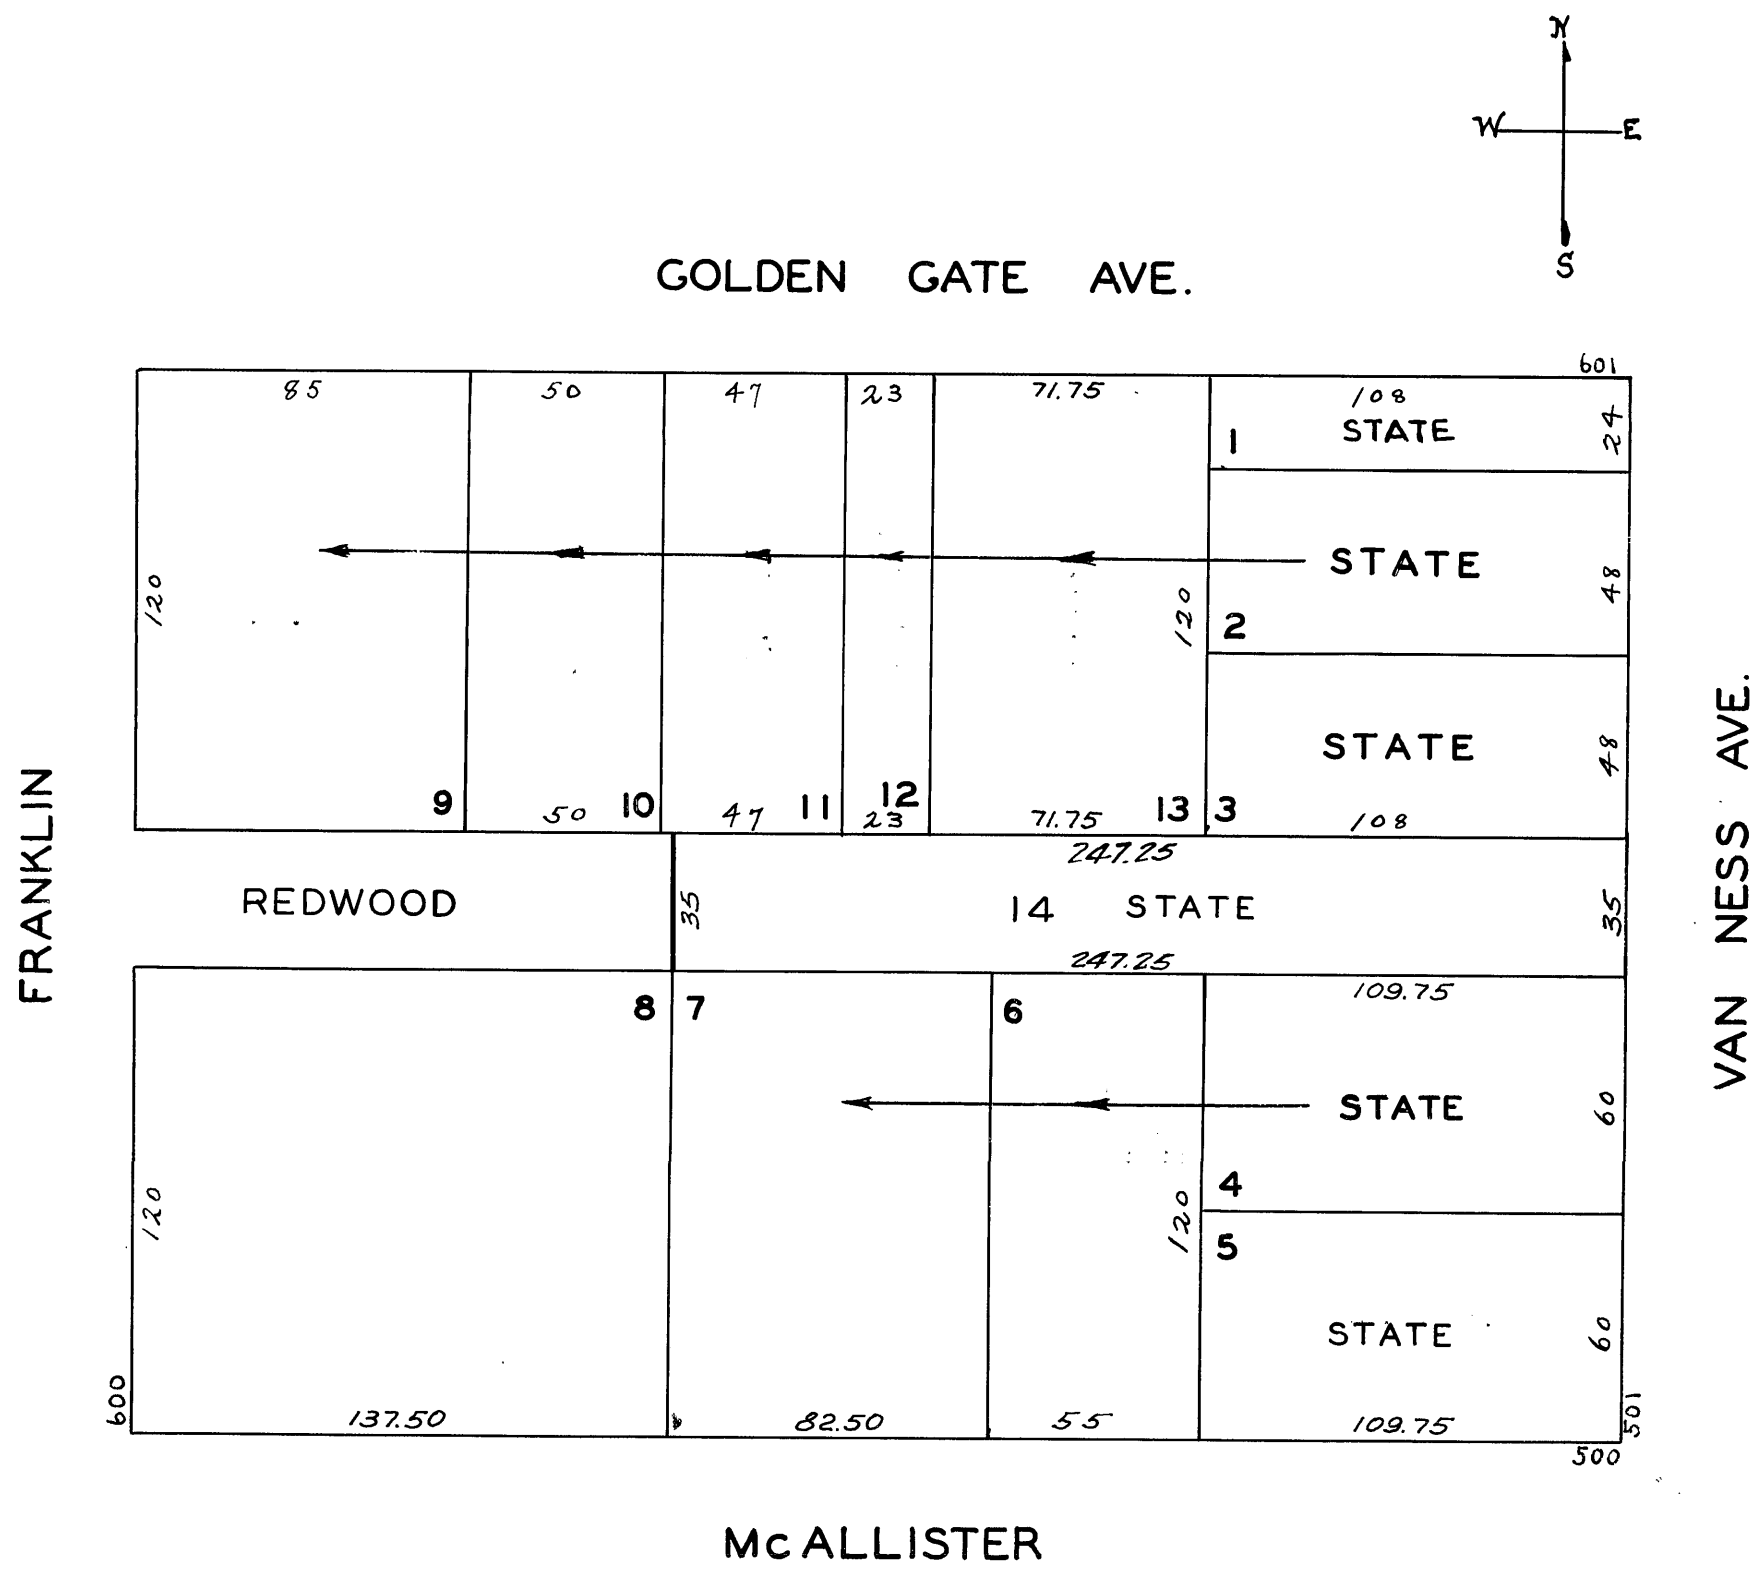 N
W E
S
GOLDEN GATE AVE.
601
85 50 47 23 71.75 108
STATE
24
1
STATE
48
120
120
2
STATE
48
9 50 10 47 11 12 23 71.75 13 3 108
FRANKLIN
VAN NESS AVE.
REDWOOD
35
247.25
14 STATE
35
247.25
8 7 6
109.75
STATE
60
4
120
120
5
STATE
60
600
137.50 82.50 55 109.75
501
500
McALLISTER